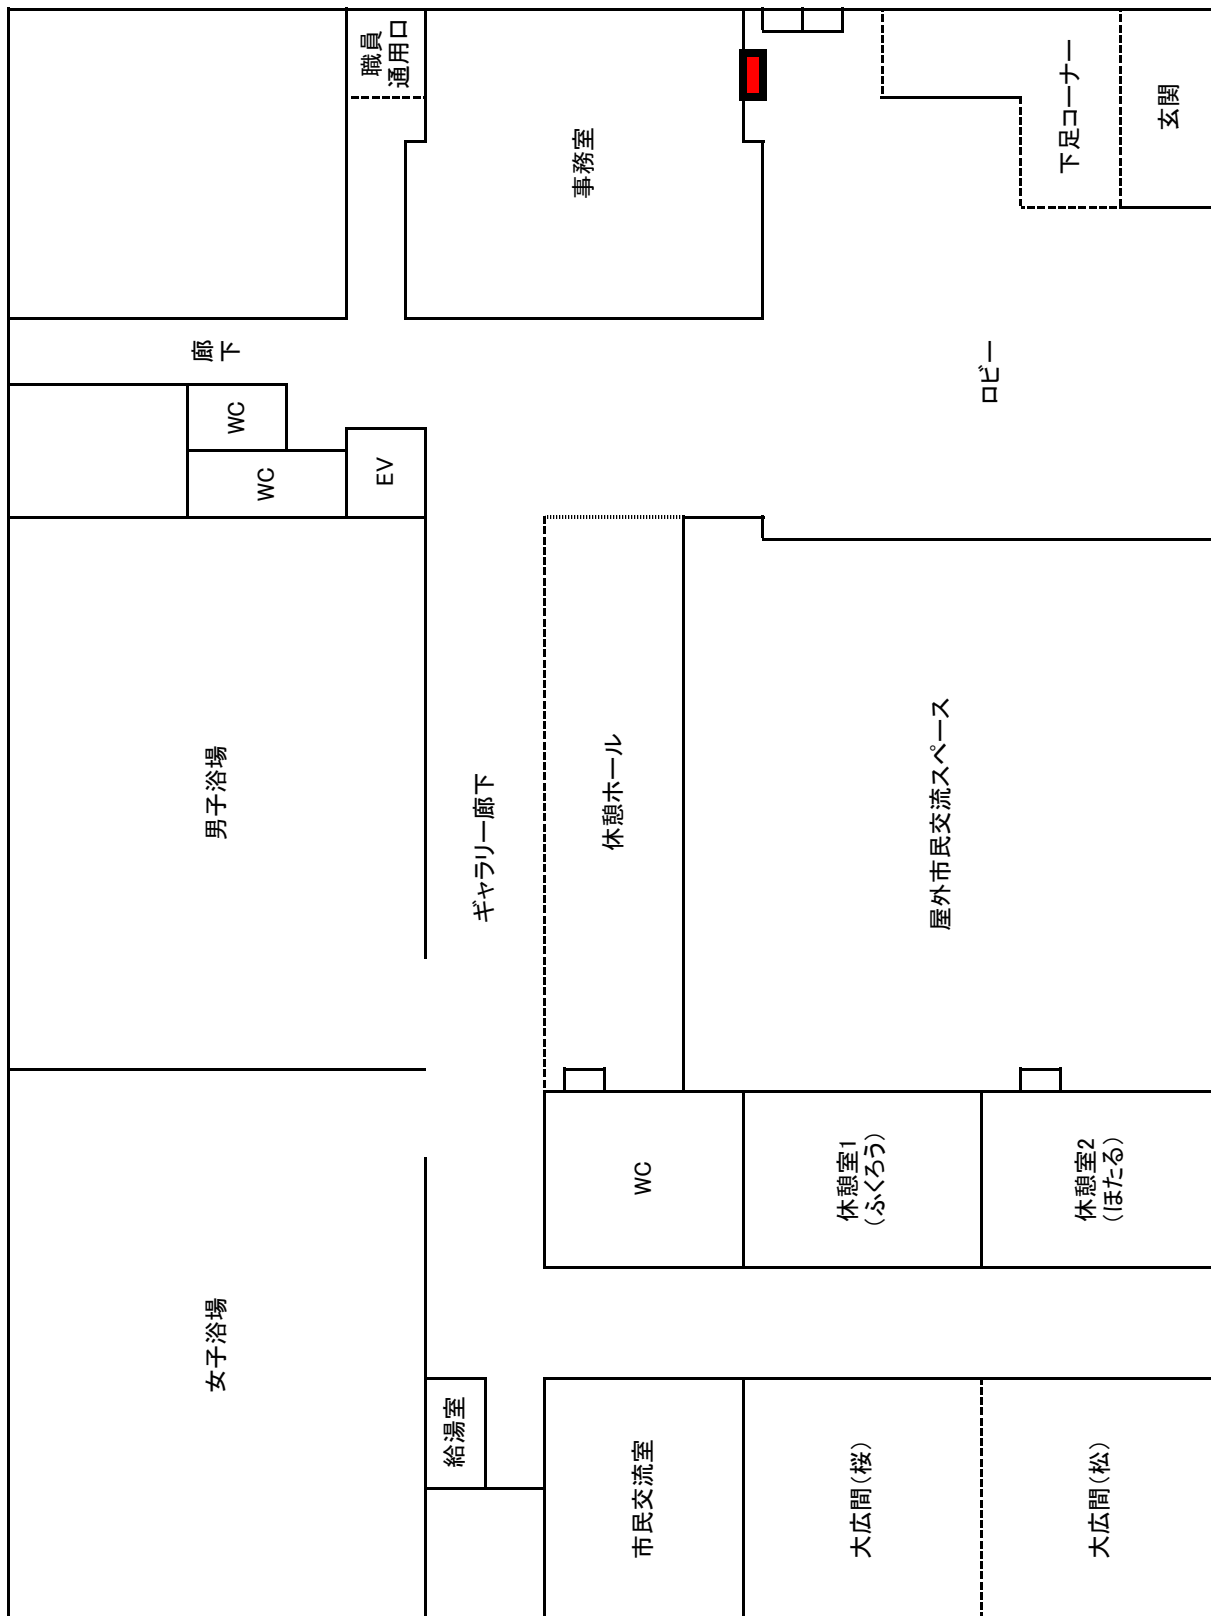 女子浴場
男子浴場
廊
下
WC
WC
EV
職員
通用口
給湯室
ギャラリー廊下
事務室
休憩ホール
市民交流室
WC
大広間(桜)
休憩室1
(ふくろう)
屋外市民交流スペース
ロビー
下足コーナー
大広間(松)
休憩室2
(ほたる)
玄関